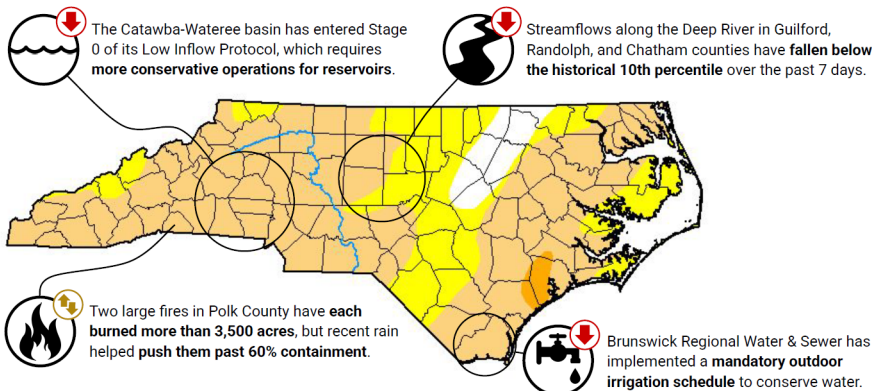 The Catawba-Wateree basin has entered Stage
0 of its Low Inflow Protocol, which requires
more conservative operations for reservoirs.
Streamflows along the Deep River in Guilford,
Randolph, and Chatham counties have fallen below
the historical 10th percentile over the past 7 days.
Two large fires in Polk County have each
burned more than 3,500 acres, but recent rain
helped push them past 60% containment.
Brunswick Regional Water & Sewer has
implemented a mandatory outdoor
irrigation schedule to conserve water.